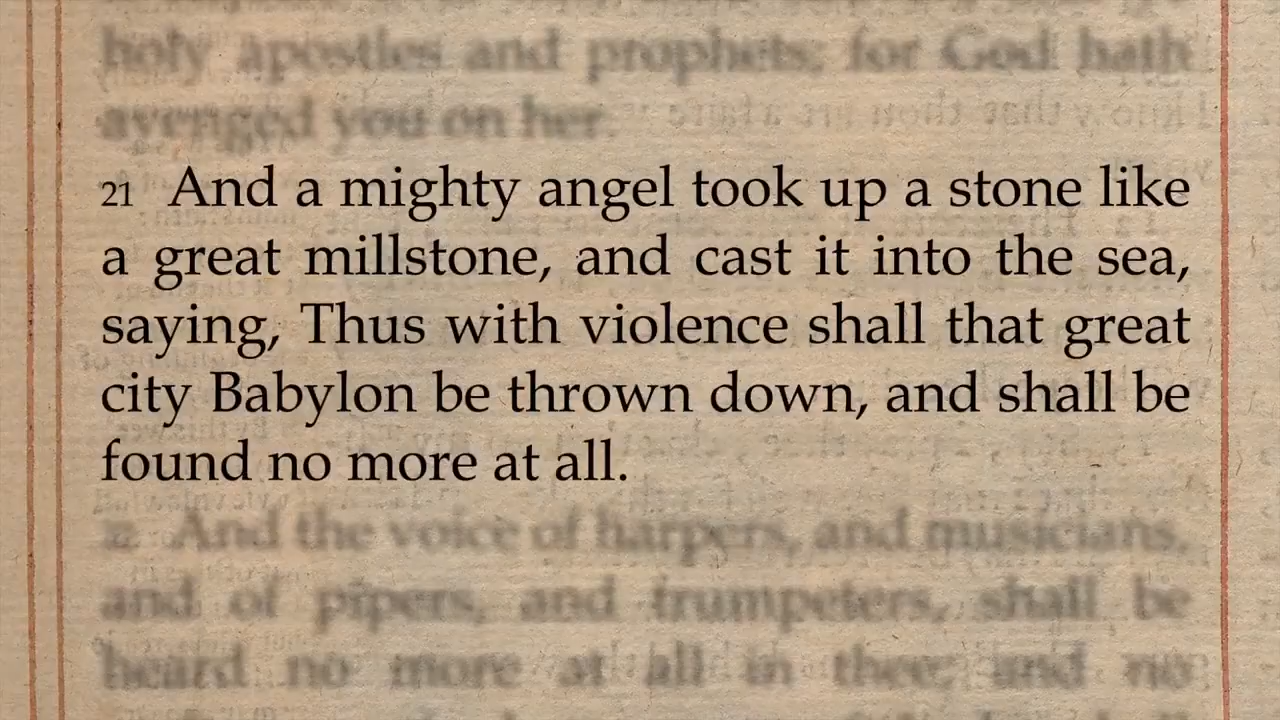 holy apostles and prophets; for God hath
avenged you on her.
21 And a mighty angel took up a stone like
a great millstone, and cast it into the sea,
saying, Thus with violence shall that great
city Babylon be thrown down, and shall be
found no more at all.
22 And the voice of harpers, and musicians,
and of pipers, and trumpeters, shall be
heard no more at all in thee; and no